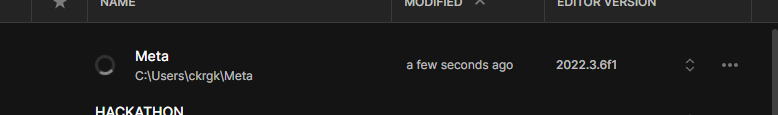 NAME MODIFIED EDITOR VERSION
Meta
C:\Users\ckrgk\Meta a few seconds ago 2022.3.6f1
HACKATHON